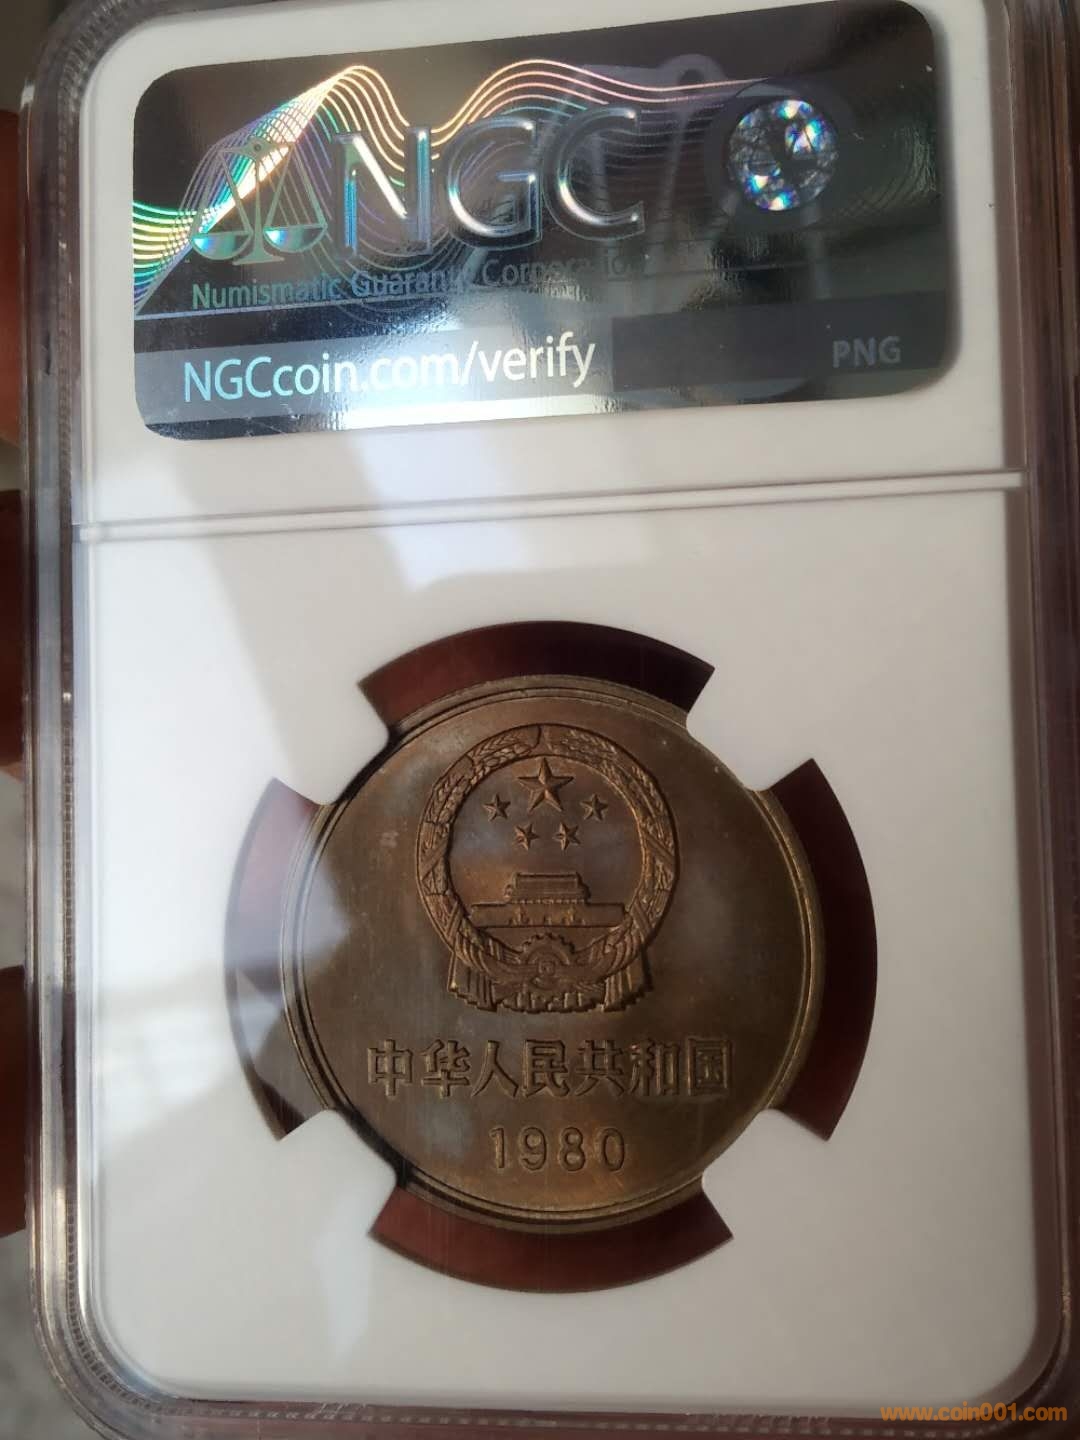 NGC
Numismatic Guaranty Corporation
NGCcoin.com/verify
PNG
中华人民共和国
1980
www.coin001.com